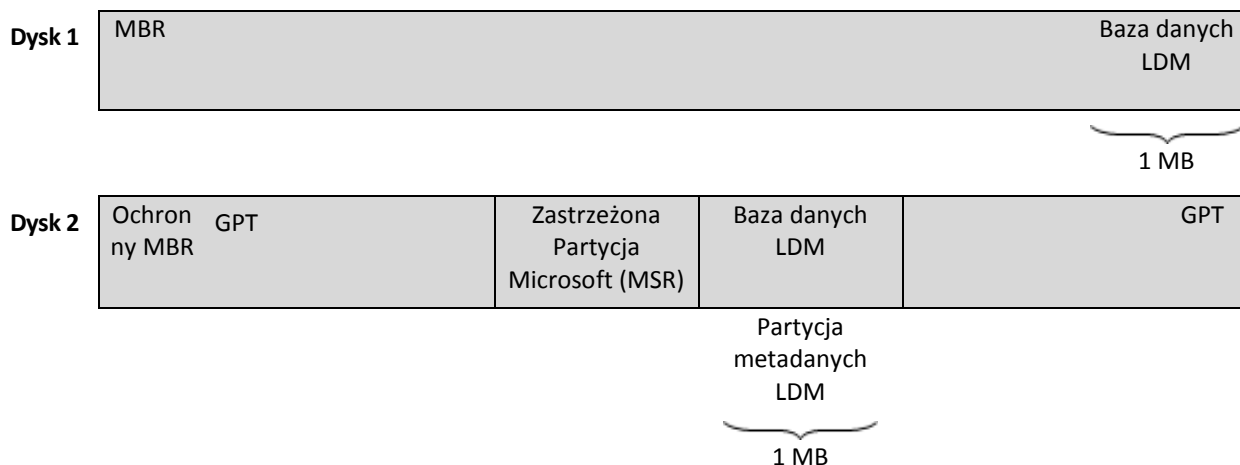 Dysk 1
MBR
Baza danych
LDM
1 MB
Dysk 2
Ochron
ny MBR
GPT
Zastrzeżona
Partycja
Microsoft (MSR)
Baza danych
LDM
GPT
Partycja
metadanych
LDM
1 MB